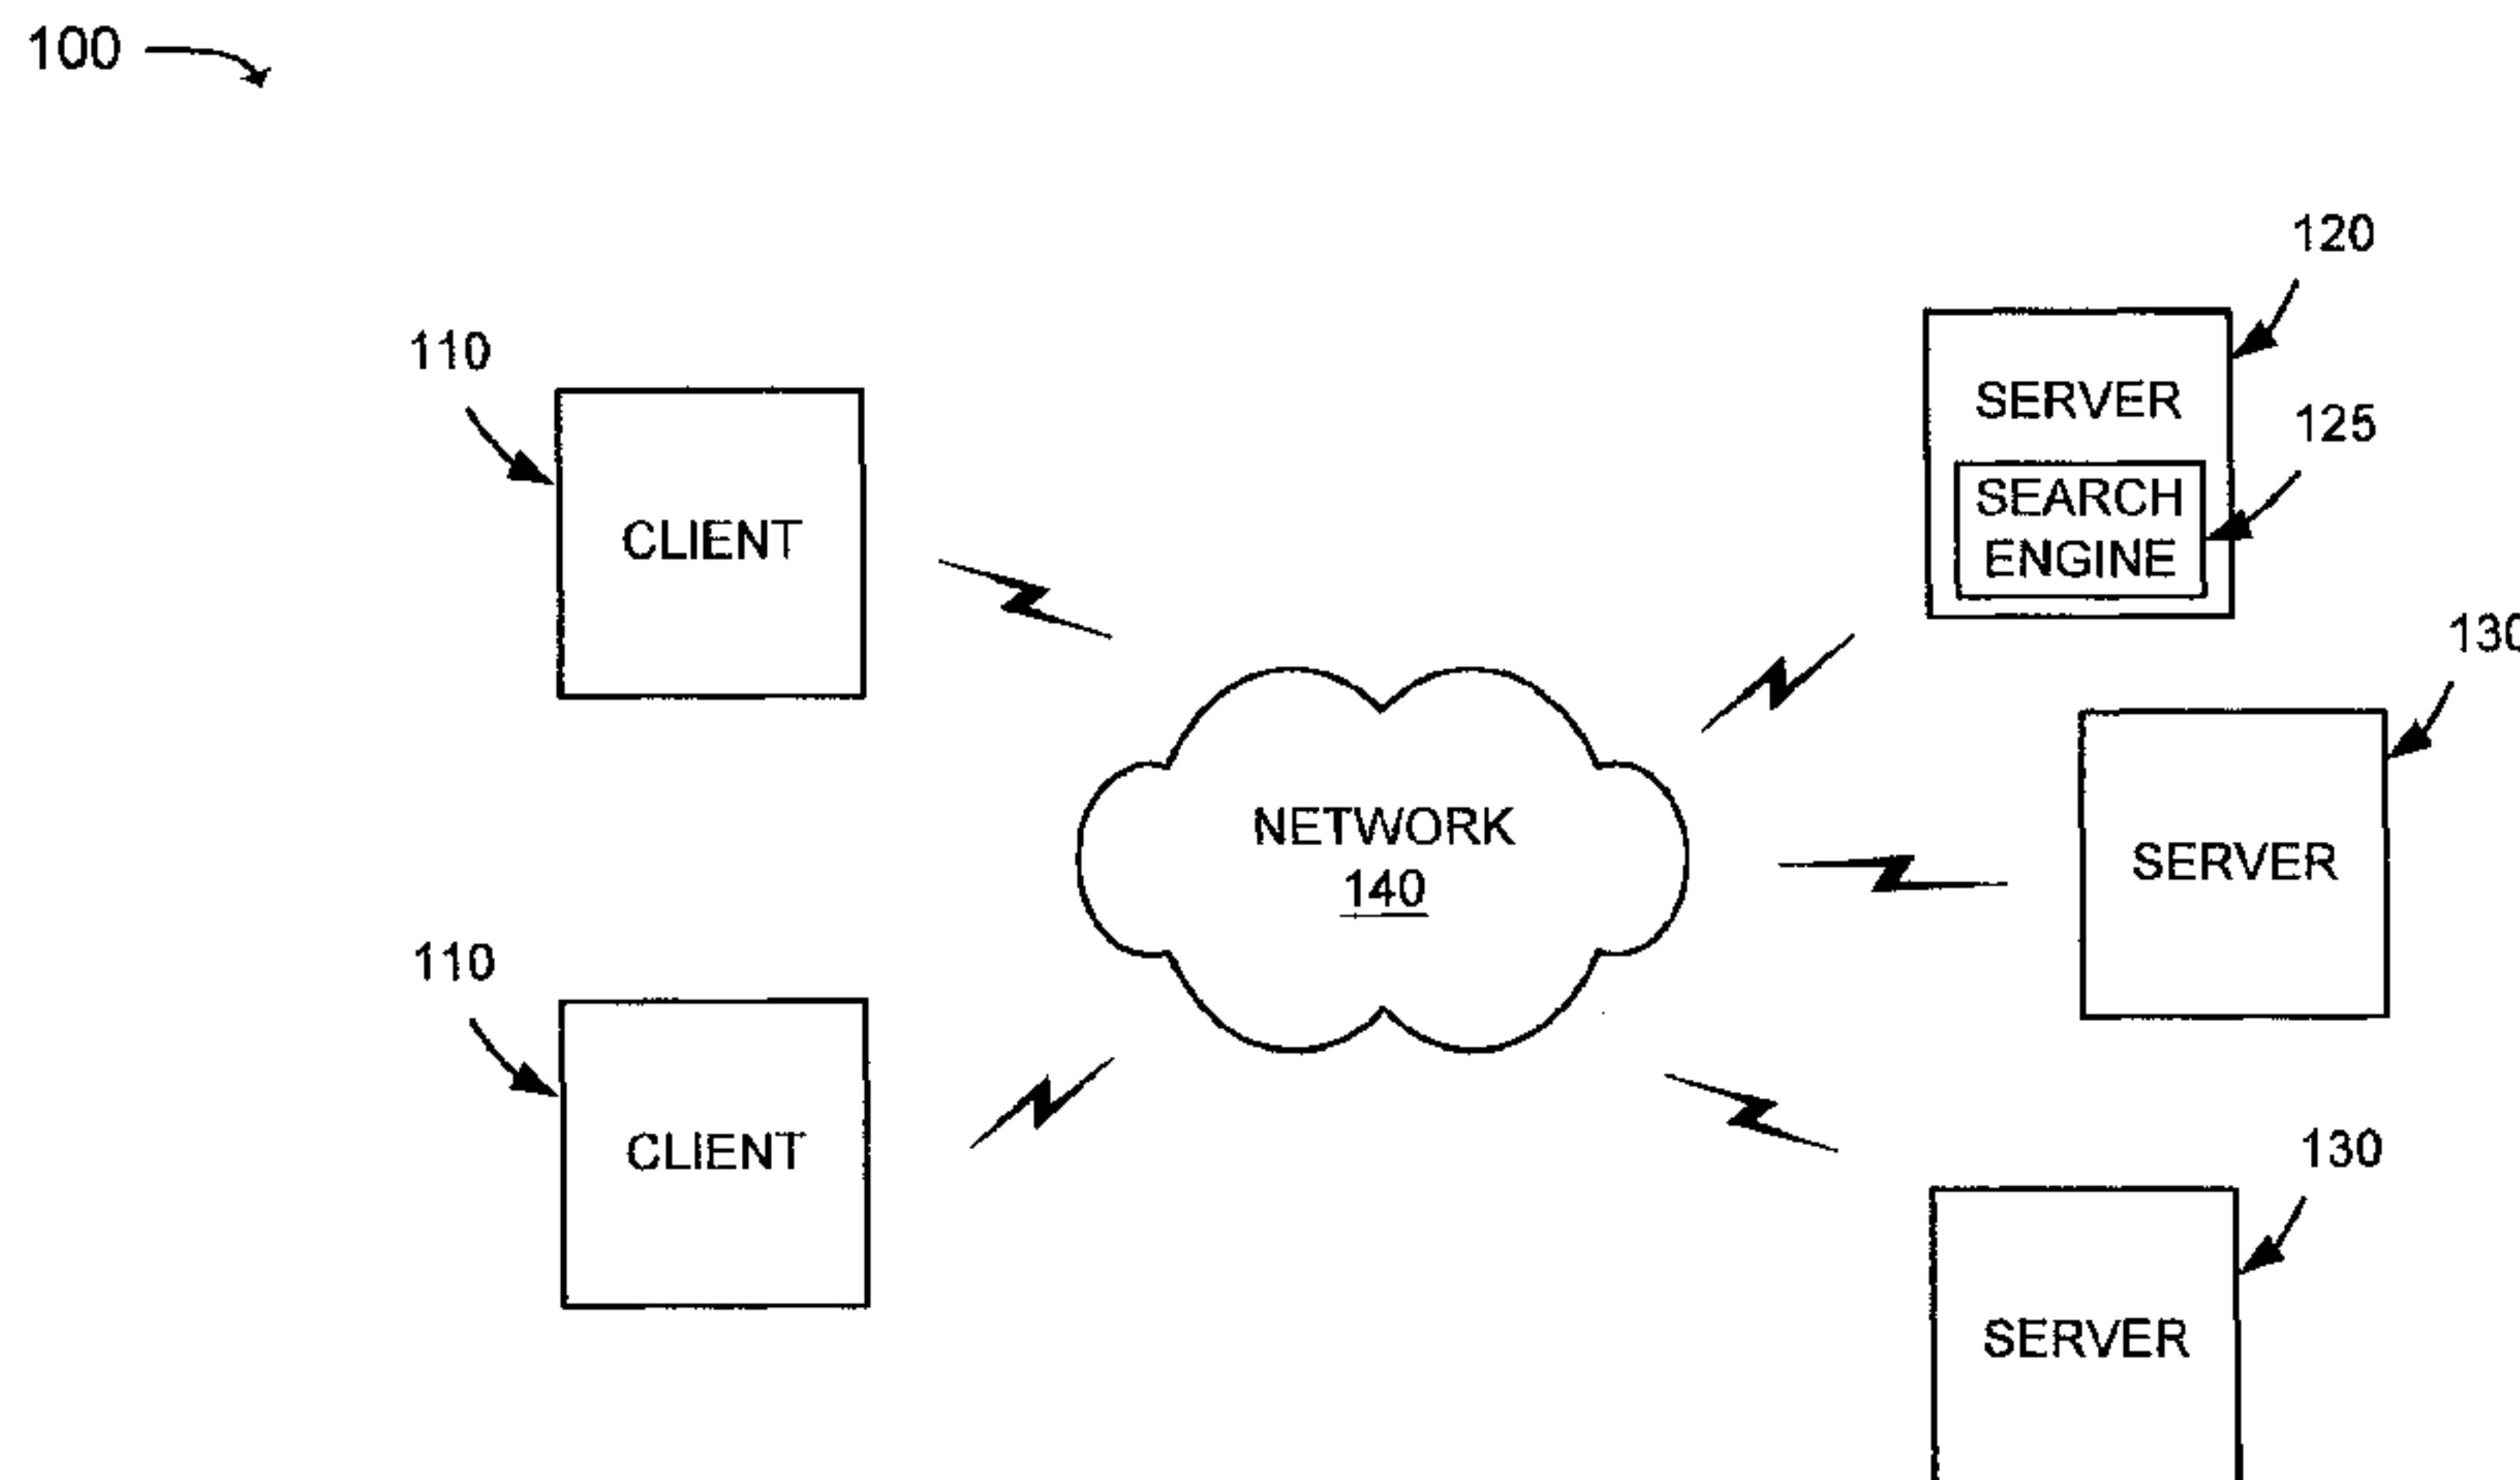 100
120
110
SERVER
125
SEARCH
ENGINE
CLIENT
130
NETWORK
140
SERVER
110
CLIENT
130
SERVER